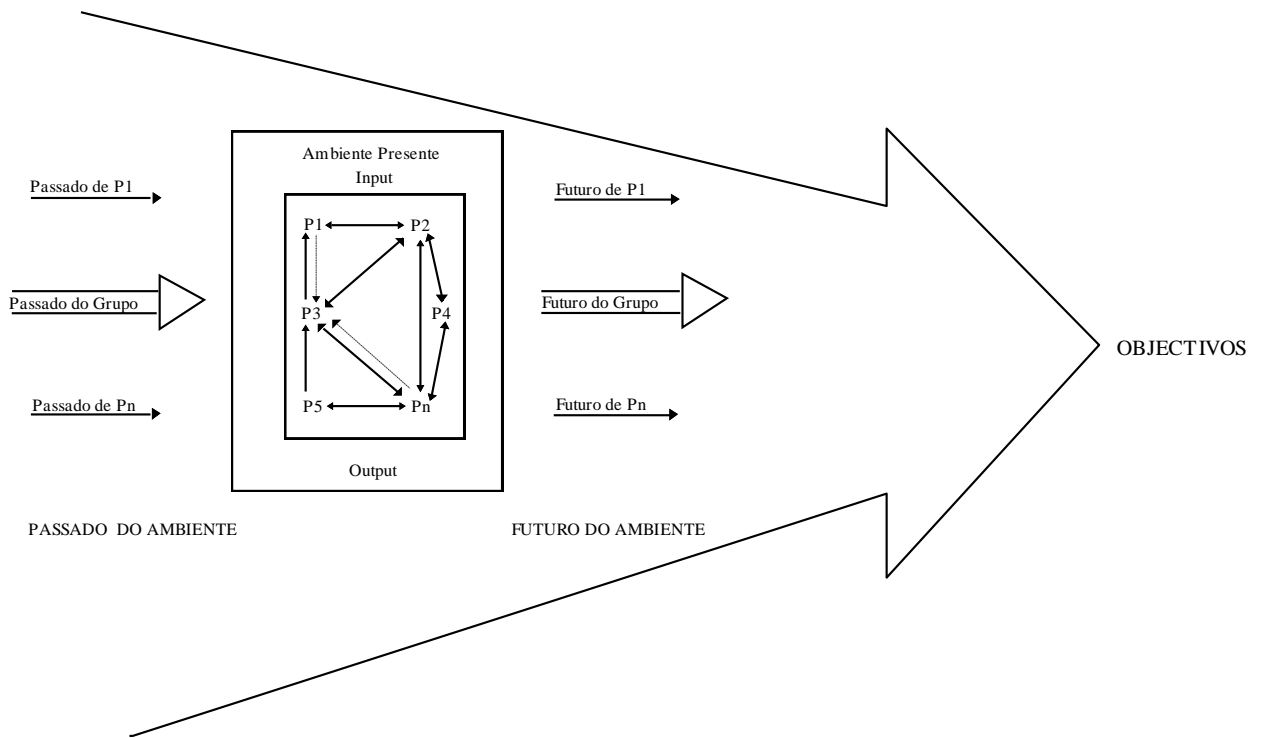 Ambiente Presente
Input
Passado de P1
Futuro de P1
P1
P2
Passado do Grupo
Futuro do Grupo
P3
P4
OBJECTIVOS
Passado de Pn
Futuro de Pn
P5
Pn
Output
PASSADO DO AMBIENTE
FUTURO DO AMBIENTE